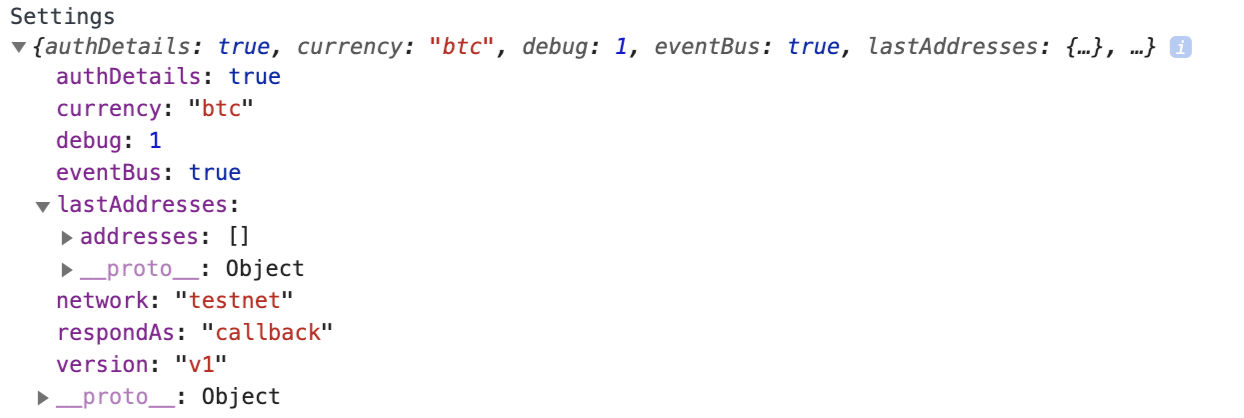 Settings
{authDetails: true, currency: "btc", debug: 1, eventBus: true, lastAddresses: {…}, …} i
authDetails: true
currency: "btc"
debug: 1
eventBus: true
lastAddresses:
addresses: []
__proto__: Object
network: "testnet"
respondAs: "callback"
version: "v1"
__proto__: Object